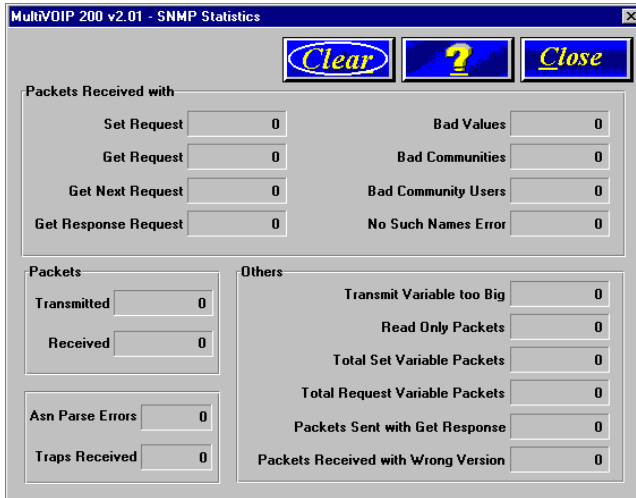 MultiVOIP 200 v2.01 - SNMP Statistics
Clear ? Close
Packets Received with
Set Request 0 Bad Values 0
Get Request 0 Bad Communities 0
Get Next Request 0 Bad Community Users 0
Get Response Request 0 No Such Names Error 0
Packets
Transmitted 0
Received 0
Asn Parse Errors 0
Traps Received 0
Others
Transmit Variable too Big 0
Read Only Packets 0
Total Set Variable Packets 0
Total Request Variable Packets 0
Packets Sent with Get Response 0
Packets Received with Wrong Version 0